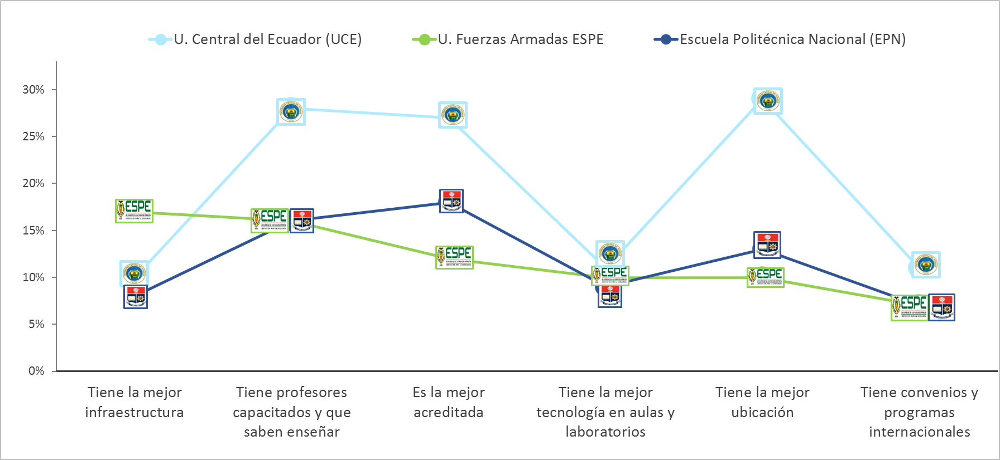 U. Central del Ecuador (UCE)
U. Fuerzas Armadas ESPE
Escuela Politécnica Nacional (EPN)
30%
25%
20%
15%
10%
5%
0%
ESPE
ESPE
ESPE
ESPE
ESPE
ESPE
Tiene la mejor
infraestructura
Tiene profesores
capacitados y que
saben enseñar
Es la mejor
acreditada
Tiene la mejor
tecnología en aulas y
laboratorios
Tiene la mejor
ubicación
Tiene convenios y
programas
internacionales